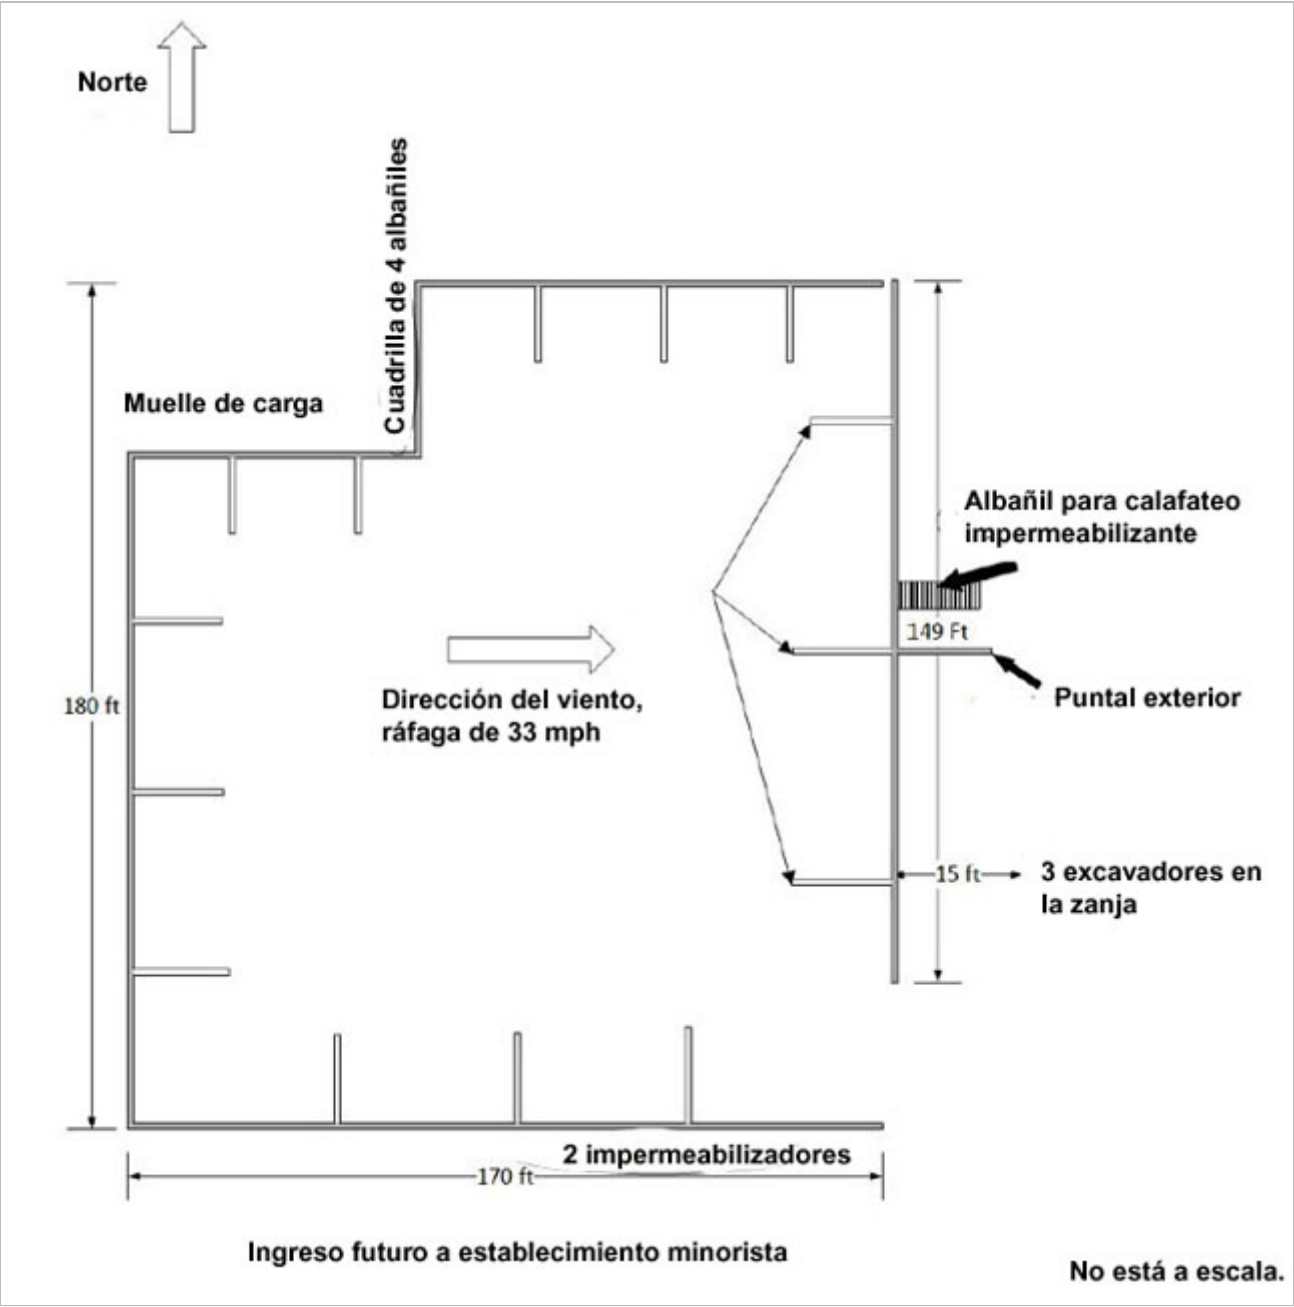 Norte
Cuadrilla de 4 albañiles
Muelle de carga
Albañil para calafateo
impermeabilizante
149 Ft
Puntal exterior
Dirección del viento,
ráfaga de 33 mph
180 ft
15 ft
3 excavadores en
la zanja
2 impermeabilizadores
170 ft
Ingreso futuro a establecimiento minorista
No está a escala.